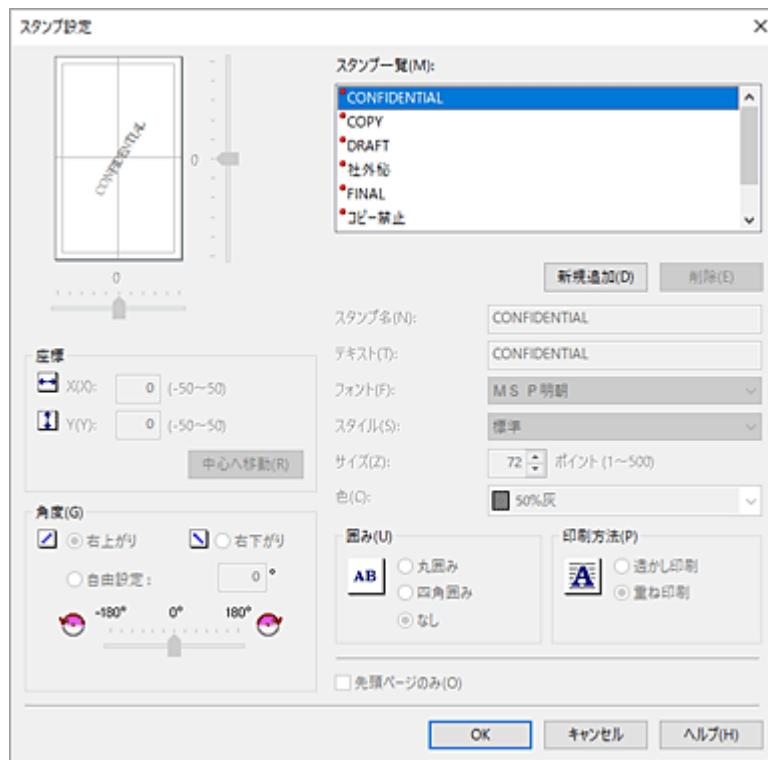 スタンプ設定
スタンプ一覧(M):
CONFIDENTIAL
COPY
DRAFT
社外秘
FINAL
コピー禁止
CONFIDENTIAL
0
0
新規追加(D)
削除(E)
スタンプ名(N):
CONFIDENTIAL
テキスト(T):
CONFIDENTIAL
フォント(F):
ＭＳ Ｐ明朝
スタイル(S):
標準
サイズ(Z):
72 ポイント (1～500)
色(C):
50%灰
座標
X(X): 0 (-50～50)
Y(Y): 0 (-50～50)
中心へ移動(R)
角度(G)
右上がり 右下がり
自由設定: 0 °
-180° 0° 180°
囲み(U)
AB
丸囲み
四角囲み
なし
印刷方法(P)
A
透かし印刷
重ね印刷
先頭ページのみ(O)
OK キャンセル ヘルプ(H)